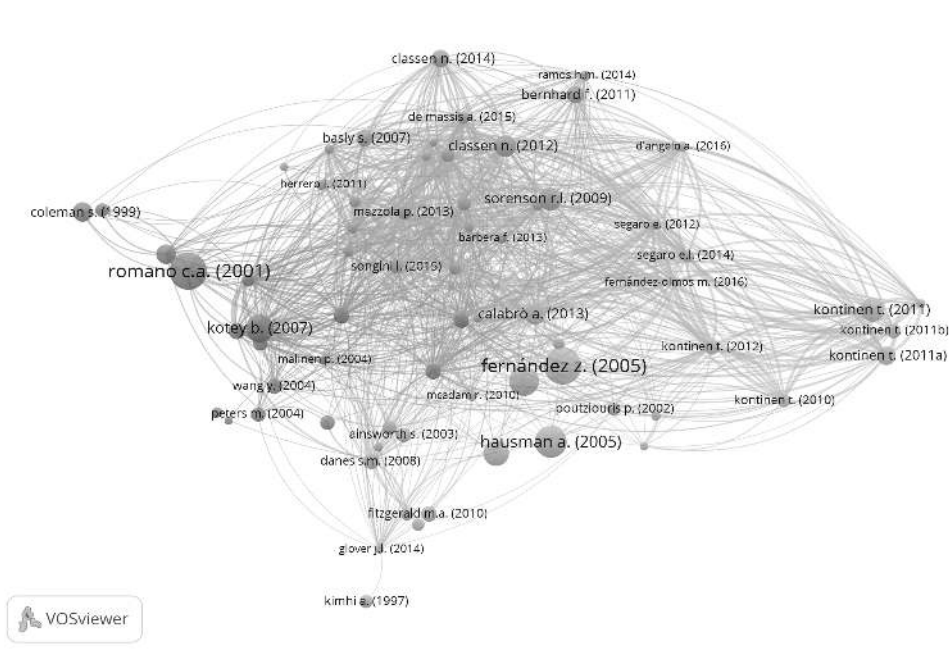 classen n. (2014)
ramos h.m. (2014)
bernhard f. (2011)
de massis a. (2015)
basly s. (2007)
classen n. (2012)
d'angelo a. (2016)
herrero i. (2011)
sorenson r.l. (2009)
coleman s. (1999)
mazzola p. (2013)
segaro e. (2012)
barbera f. (2013)
segaro e.l. (2014)
songini l. (2015)
romano c.a. (2001)
fernández-olmos m. (2016)
kontinen t. (2011)
calabrò a. (2013)
kotey b. (2007)
kontinen t. (2011b)
kontinen t. (2012)
kontinen t. (2011a)
malinen p. (2004)
fernández z. (2005)
wang y. (2004)
mcadam r. (2010)
kontinen t. (2010)
poutziouris p. (2002)
peters m. (2004)
ainsworth s. (2003)
hausman a. (2005)
danes s.m. (2008)
fitzgerald m.a. (2010)
glover j.l. (2014)
kimhi a. (1997)
VOSviewer